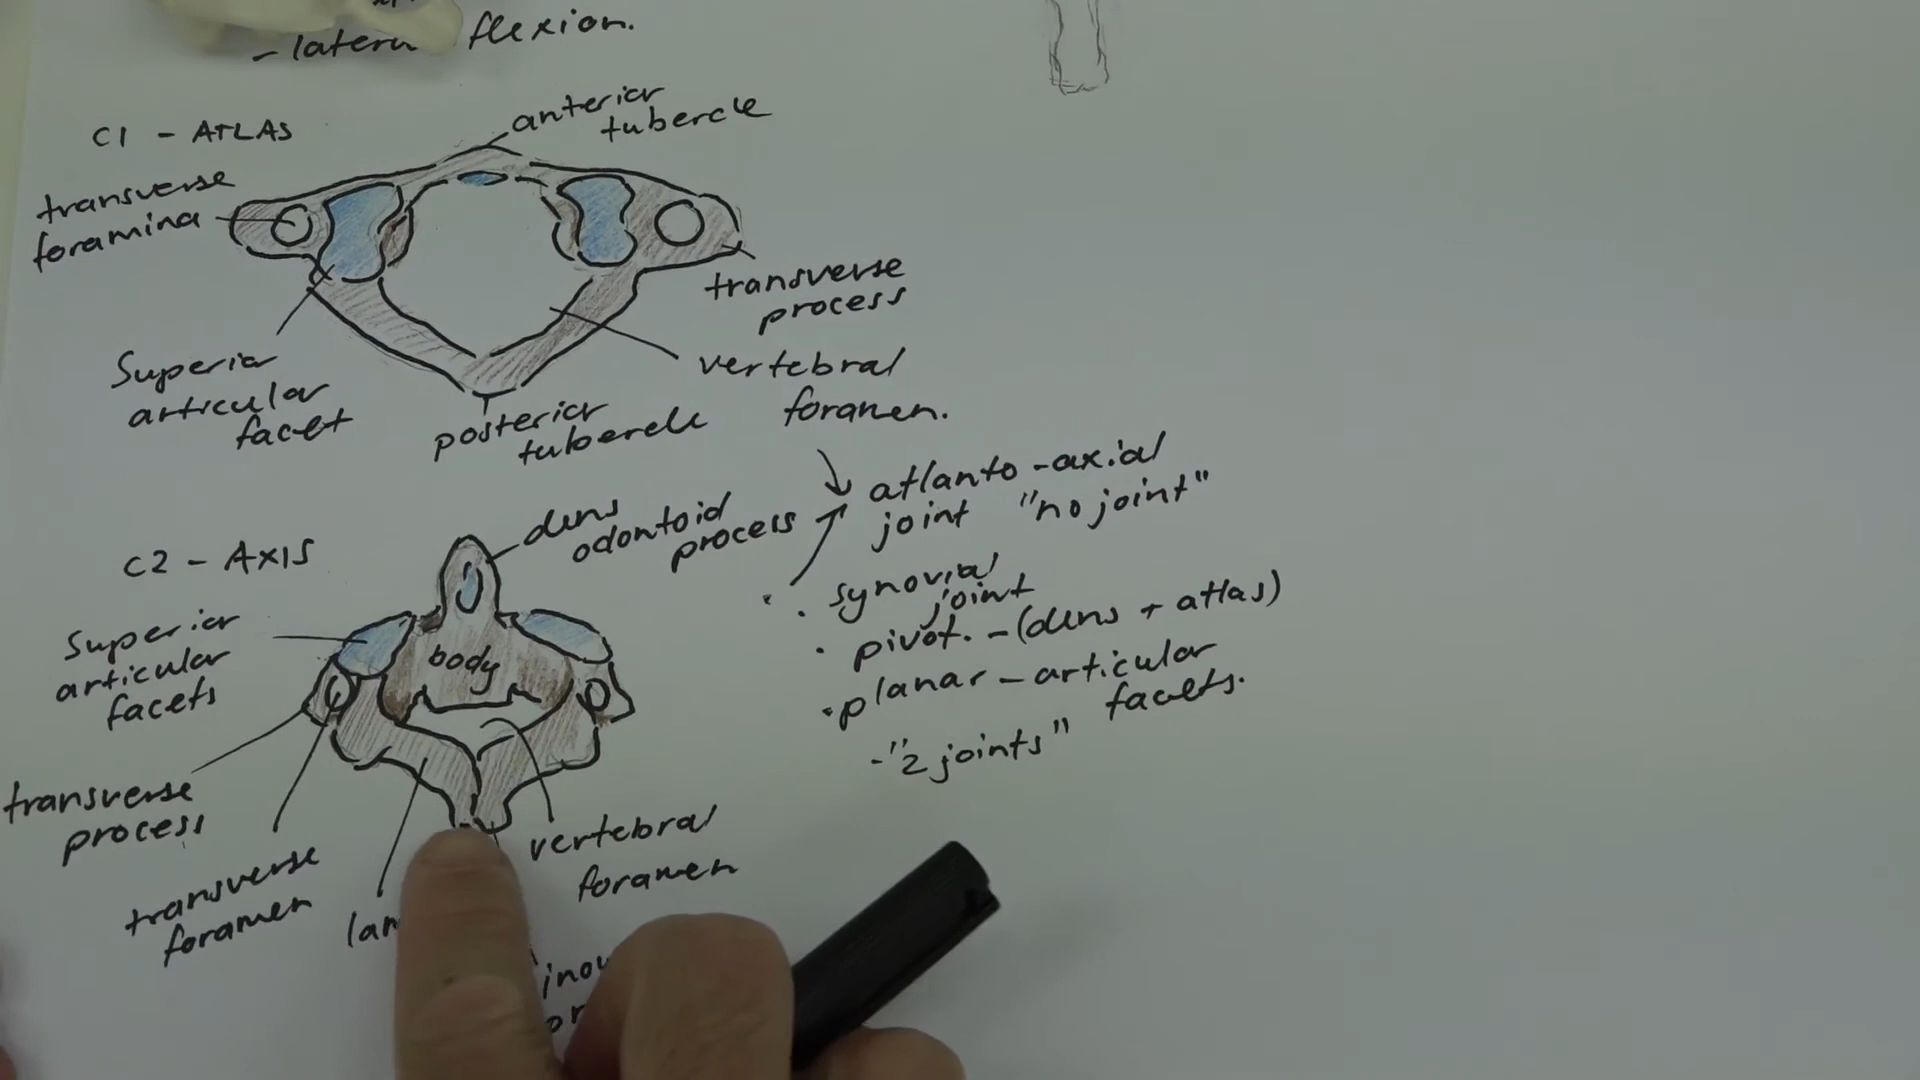 - lateral flexion.
C1 - ATLAS
anterior
tubercle
transverse
foramina
transverse
process
Superior
articular
facet
posterior
tubercle
vertebral
foramen.
C2 - AXIS
dens
odontoid
process
atlanto-axial
joint "no joint"
Superior
articular
facets
body
· synovial
joint
· pivot. - (dens + atlas)
· planar - articular
facets.
- "2 joints"
transverse
process
transverse
foramen
vertebral
foramen